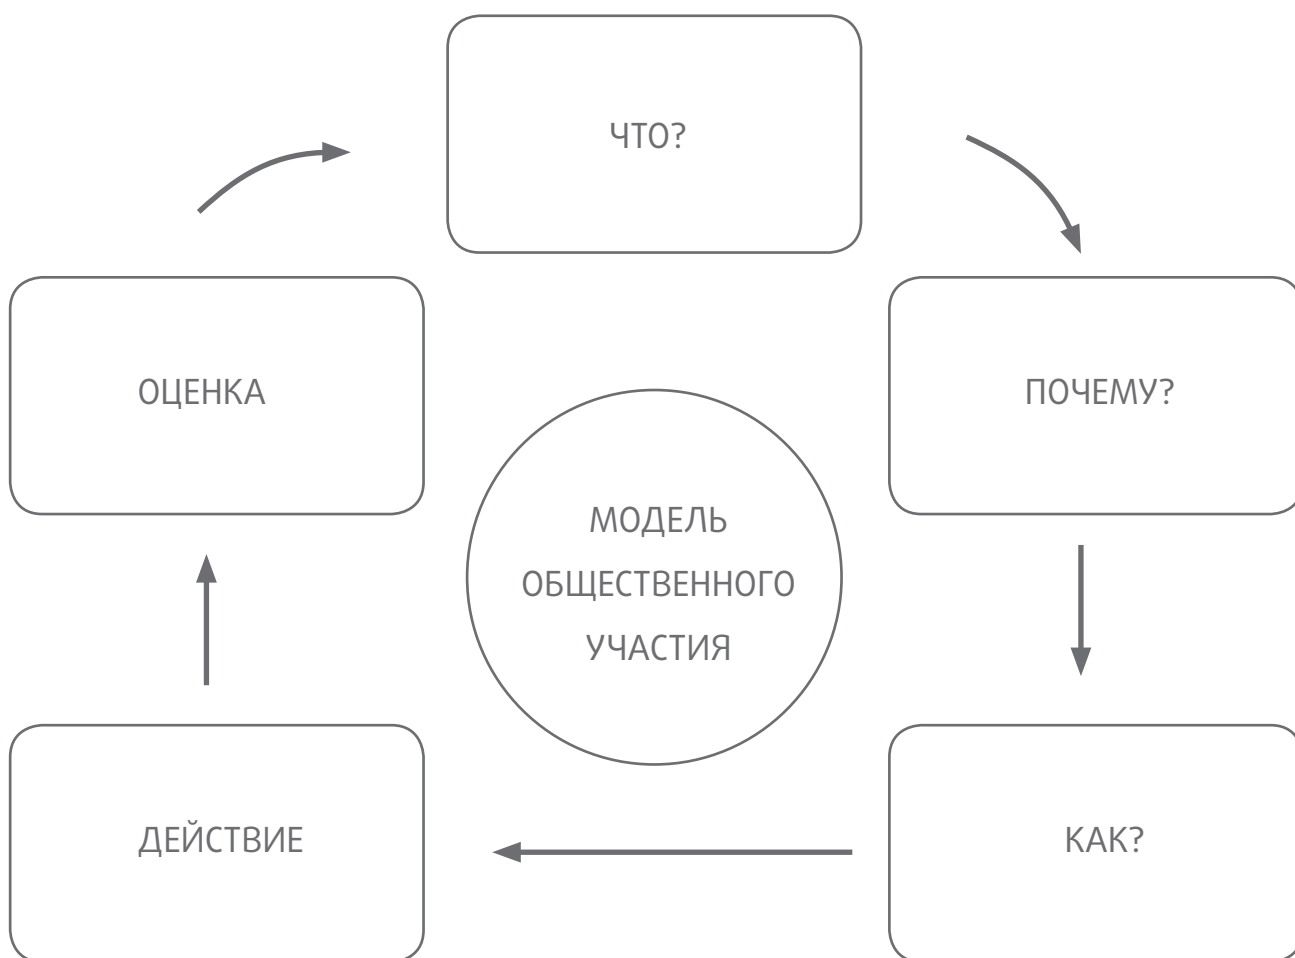 ЧТО?
ПОЧЕМУ?
КАК?
ДЕЙСТВИЕ
ОЦЕНКА
МОДЕЛЬ
ОБЩЕСТВЕННОГО
УЧАСТИЯ